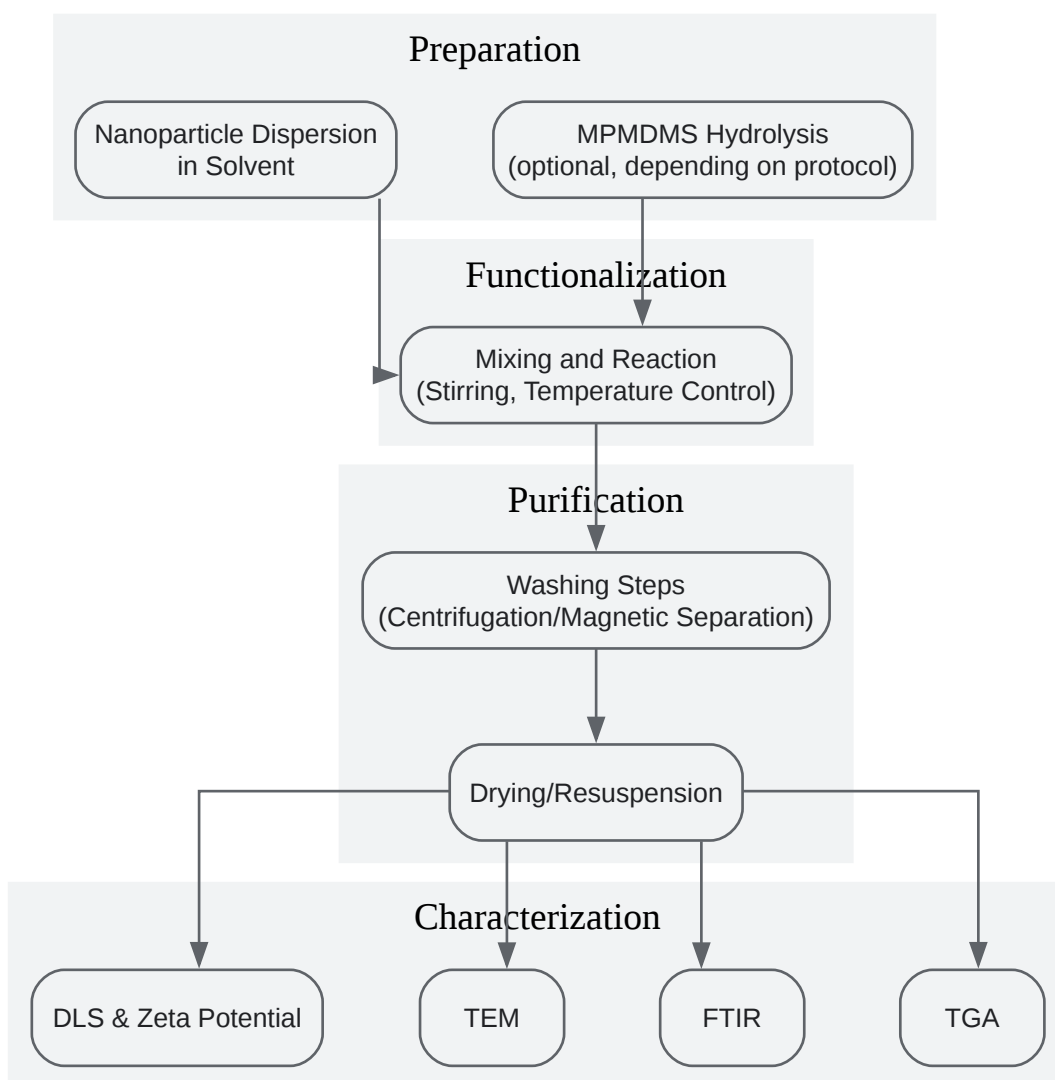 Preparation
Nanoparticle Dispersion
in Solvent
MPMDMS Hydrolysis
(optional, depending on protocol)
Functionalization
Mixing and Reaction
(Stirring, Temperature Control)
Purification
Washing Steps
(Centrifugation/Magnetic Separation)
Drying/Resuspension
Characterization
DLS & Zeta Potential
TEM
FTIR
TGA